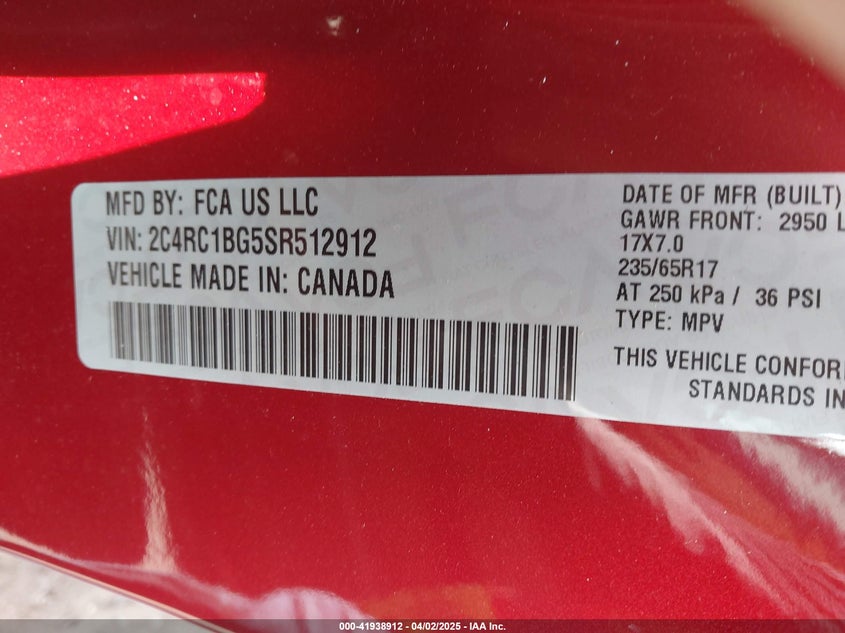 MFD BY: FCA US LLC
VIN: 2C4RC1BG5SR512912
VEHICLE MADE IN: CANADA
DATE OF MFR (BUILT)
GAWR FRONT: 2950 L
17X7.0
235/65R17
AT 250 kPa / 36 PSI
TYPE: MPV
THIS VEHICLE CONFOR
STANDARDS IN
000-41938912 - 04/02/2025 - IAA, Inc.